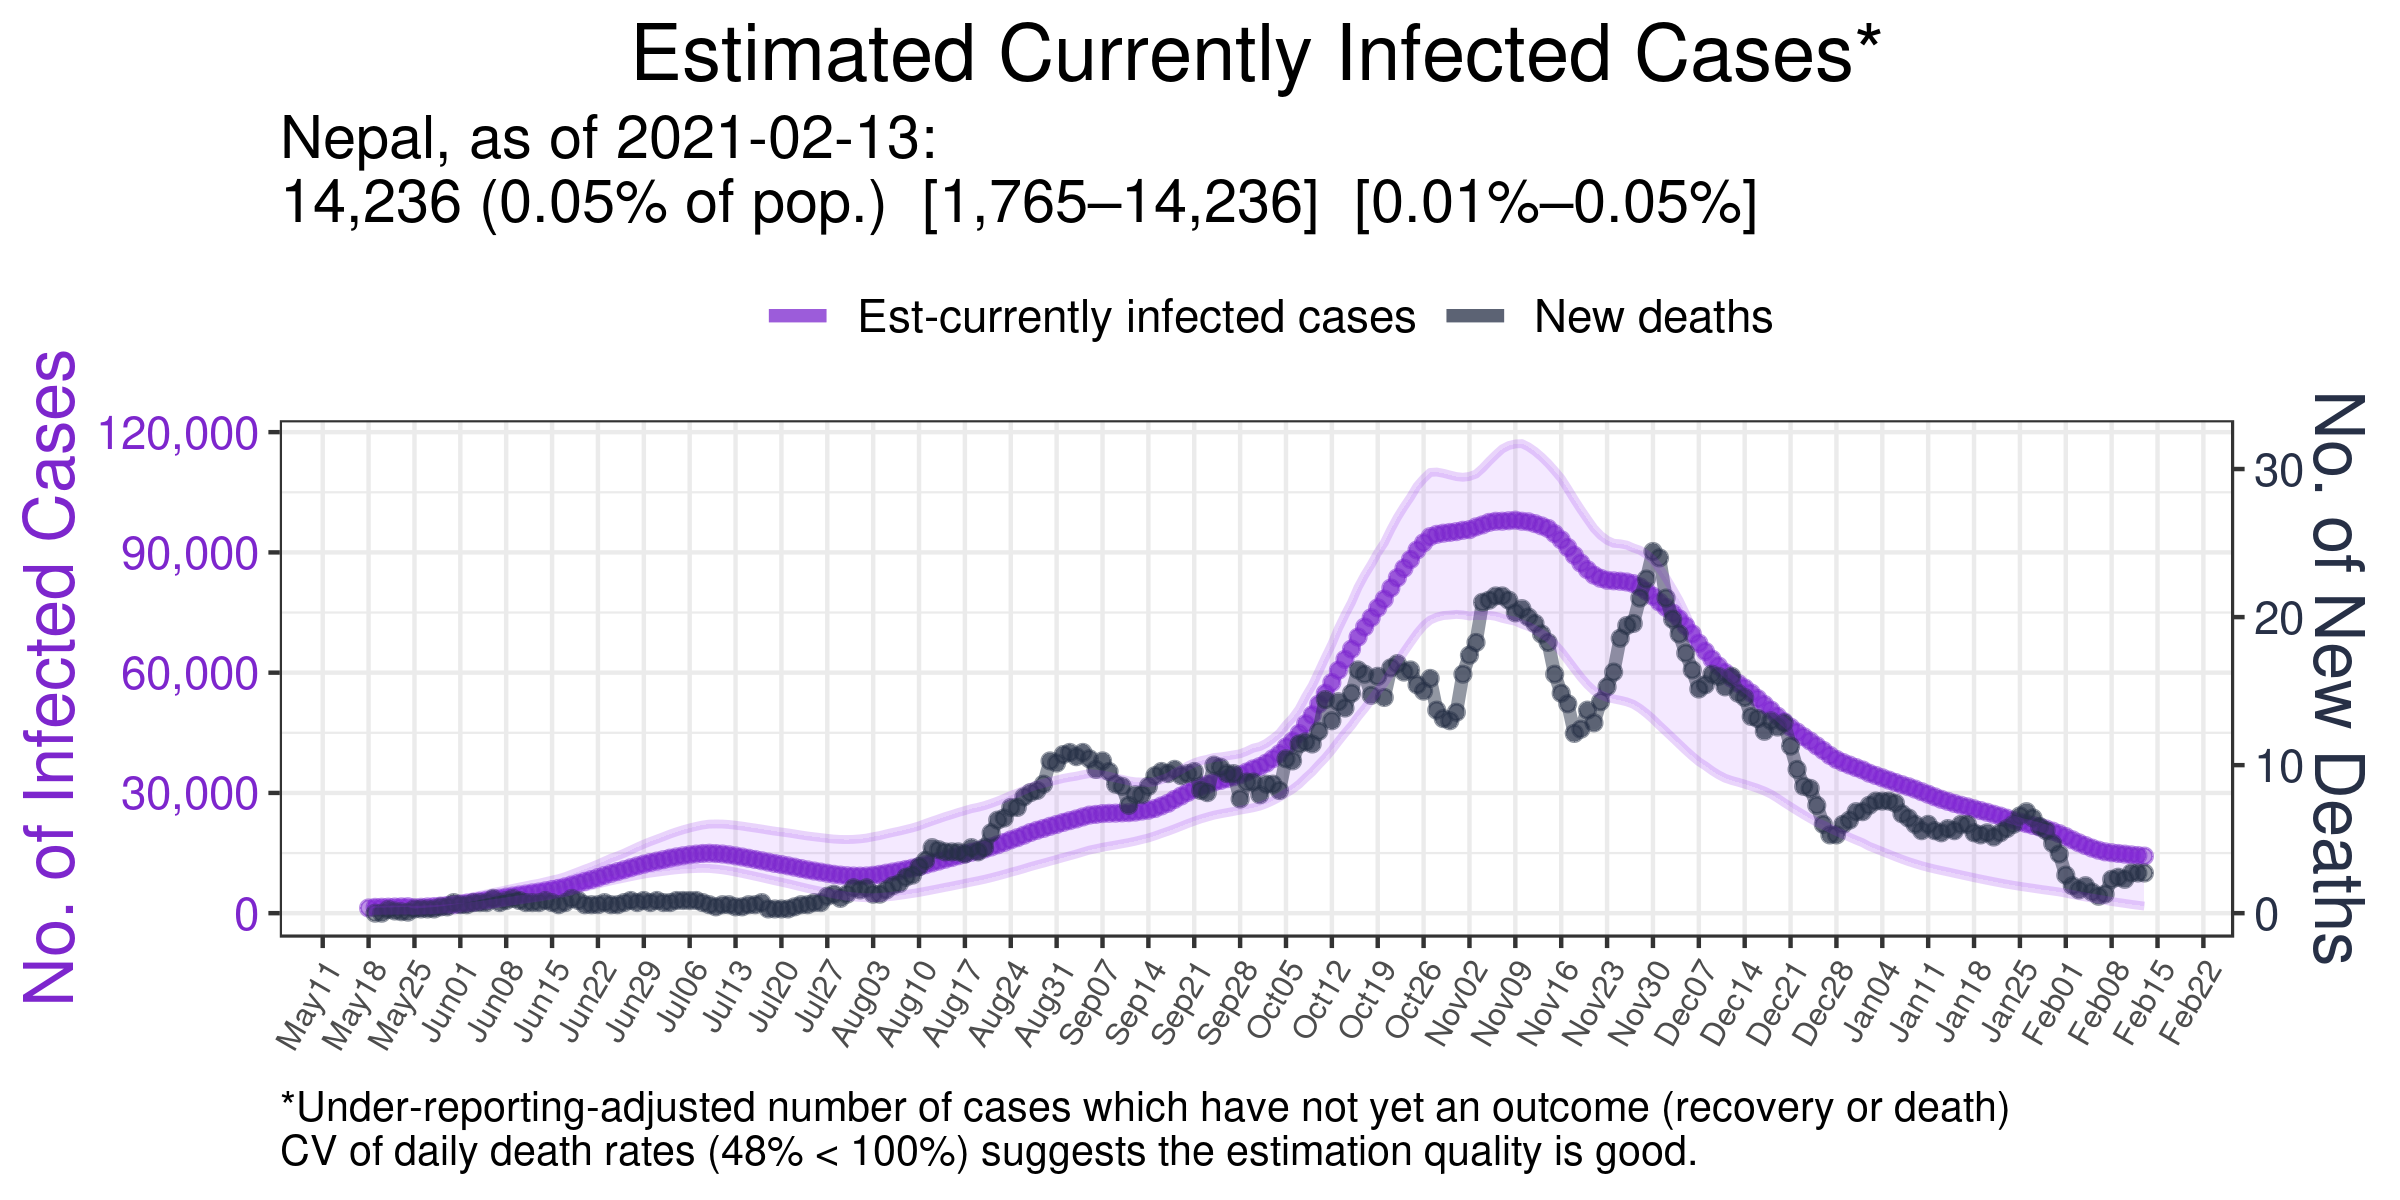 Estimated Currently Infected Cases*
Nepal, as of 2021-02-13:
14,236 (0.05% of pop.) [1,765–14,236] [0.01%–0.05%]
Est-currently infected cases
New deaths
No. of Infected Cases
120,000
90,000
60,000
30,000
0
No. of New Deaths
30
20
10
0
May11
May18
May25
Jun01
Jun08
Jun15
Jun22
Jun29
Jul06
Jul13
Jul20
Jul27
Aug03
Aug10
Aug17
Aug24
Aug31
Sep07
Sep14
Sep21
Sep28
Oct05
Oct12
Oct19
Oct26
Nov02
Nov09
Nov16
Nov23
Nov30
Dec07
Dec14
Dec21
Dec28
Jan04
Jan11
Jan18
Jan25
Feb01
Feb08
Feb15
Feb22
*Under-reporting-adjusted number of cases which have not yet an outcome (recovery or death)
CV of daily death rates (48% < 100%) suggests the estimation quality is good.